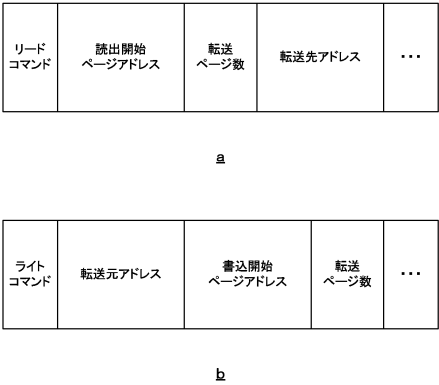 リード
コマンド
読出開始
ページアドレス
転送
ページ数
転送先アドレス
･･･
a
ライト
コマンド
転送元アドレス
書込開始
ページアドレス
転送
ページ数
･･･
b